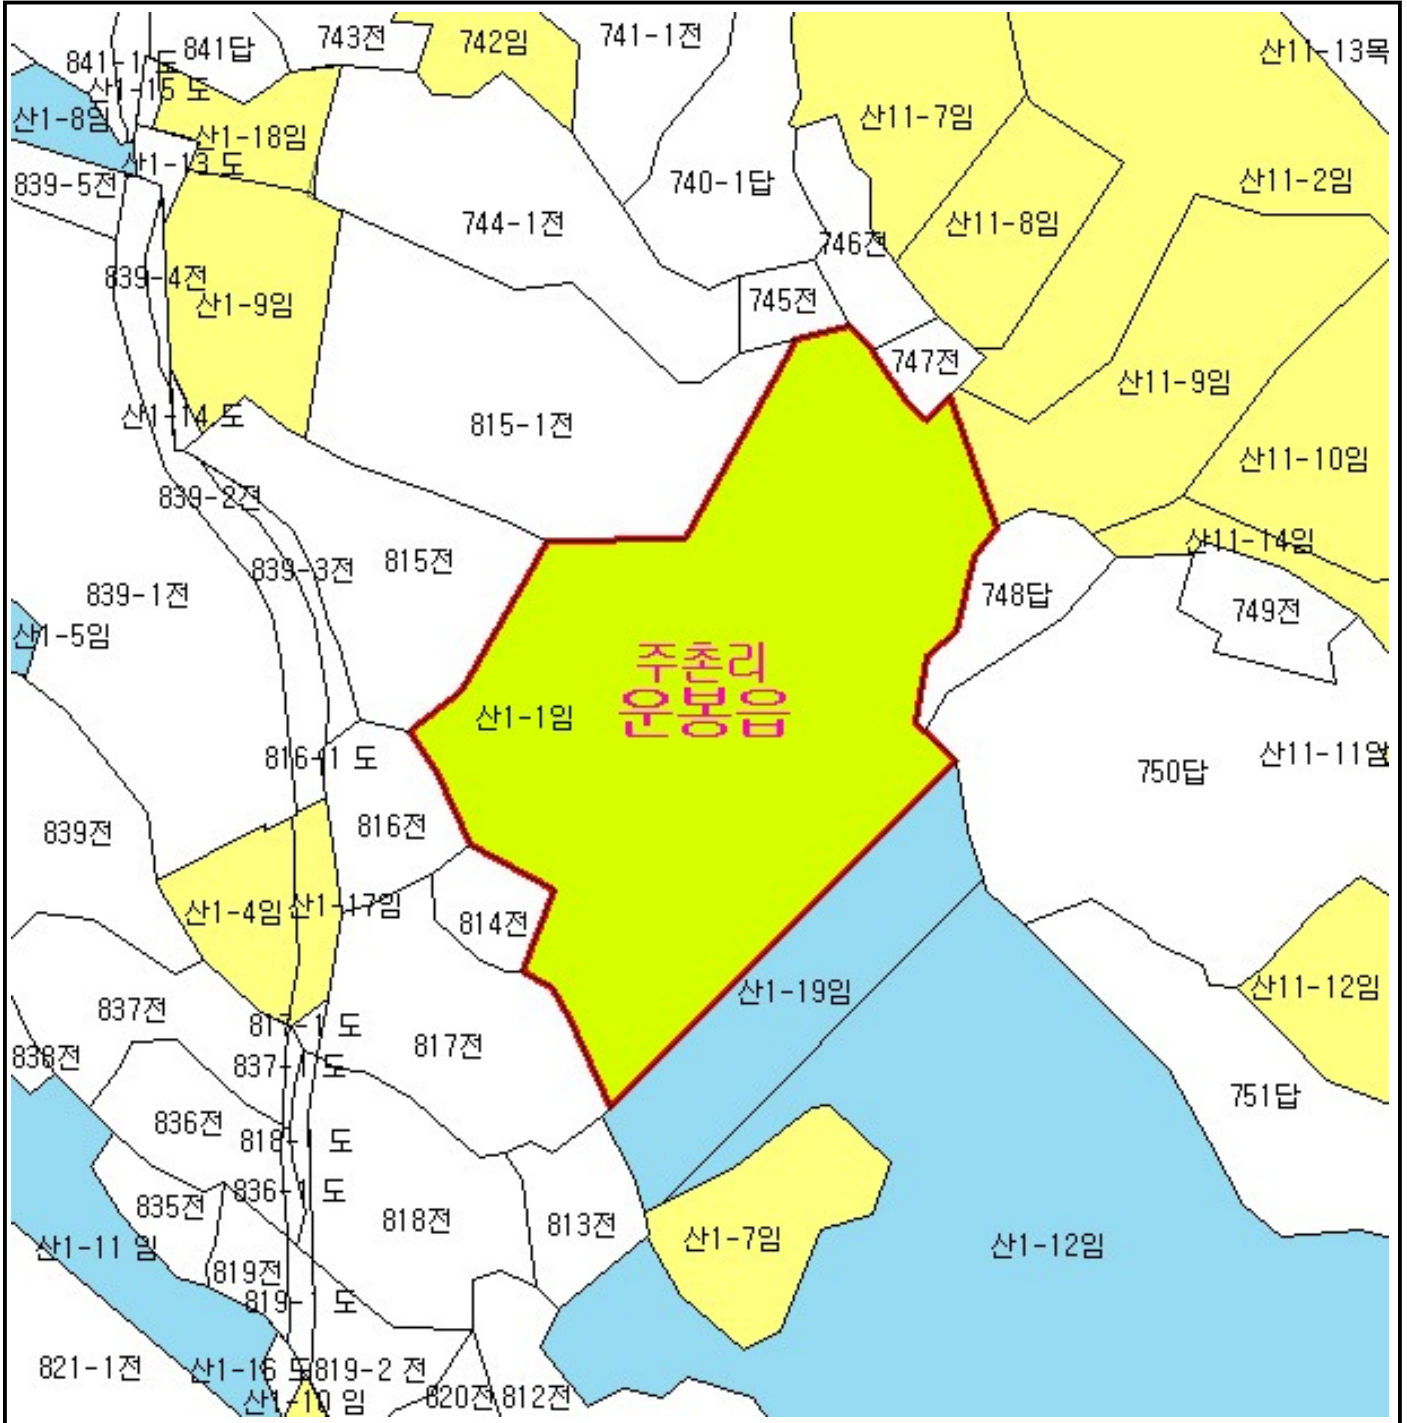 841-1 도
841답
743전
742임
741-1전
산11-13목
산1-15 도
산1-8임
산1-18임
산11-7임
산1-13 도
839-5전
740-1답
산11-2임
744-1전
산11-8임
746전
839-4전
산1-9임
745전
747전
산11-9임
산1-14 도
815-1전
산11-10임
839-2전
산11-14임
839-3전
815전
839-1전
748답
749전
산1-5임
주촌리
운봉읍
산1-1임
816-1 도
750답
산11-11임
839전
816전
산1-4임
산1-17임
814전
산1-19임
산11-12임
837전
817-1 도
817전
838전
837- 도
751답
836전
818-1 도
836-1 도
835전
818전
813전
산1-7임
산1-12임
산1-11 임
819전
819- 도
821-1전
산1-16 도
819-2 전
산1-10 임
820전
812전